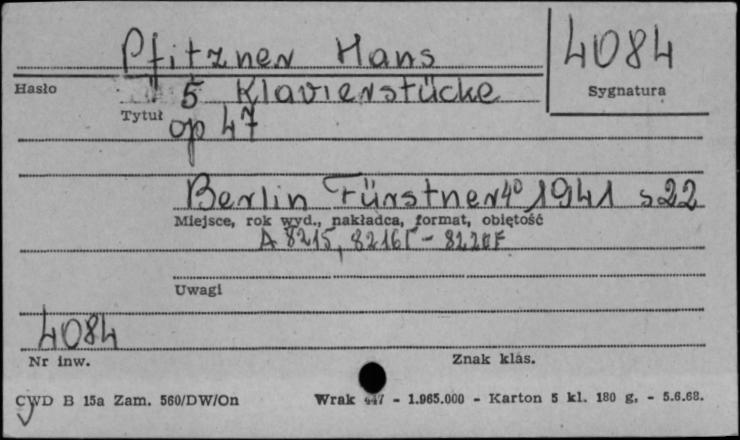 Pfitzner Hans
4084
Hasło
Sygnatura
5 Klavierstücke
Tytuł
op 47
Berlin Fürstner 4° 1941 s 22
Miejsce, rok wyd., nakładca, format, objętość
A 8215, 8216F - 8220F
Uwagi
4084
Nr inw.
Znak klas.
CWD B 15a Zam. 560/DW/On
Wrak 447 - 1.965.000 - Karton 5 kl. 180 g. - 5.6.68.